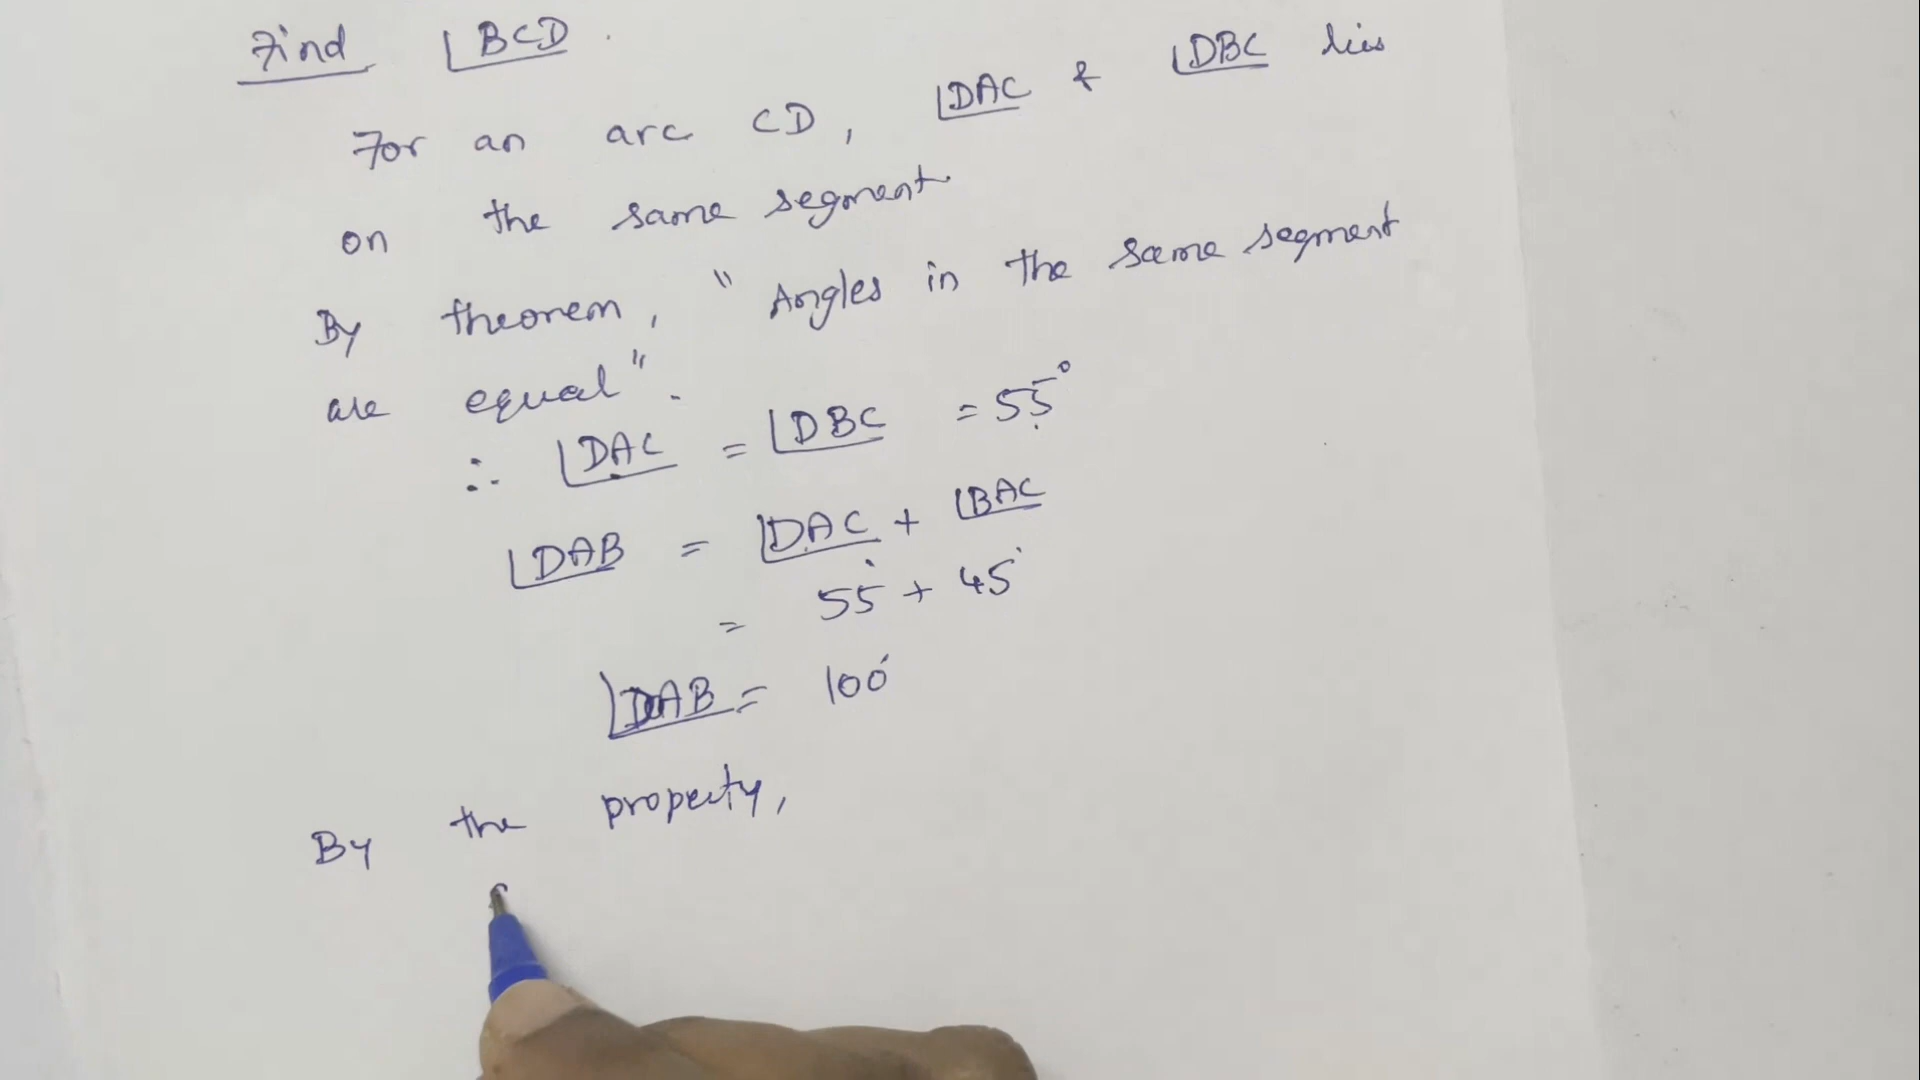 Find ∠BCD.
For an arc CD, ∠DAC & ∠DBC lies
on the same segment
By theorem, "Angles in the same segment
are equal".
∴ ∠DAC = ∠DBC = 55°
∠DAB = ∠DAC + ∠BAC
= 55° + 45°
∠DAB = 100°
By the property,